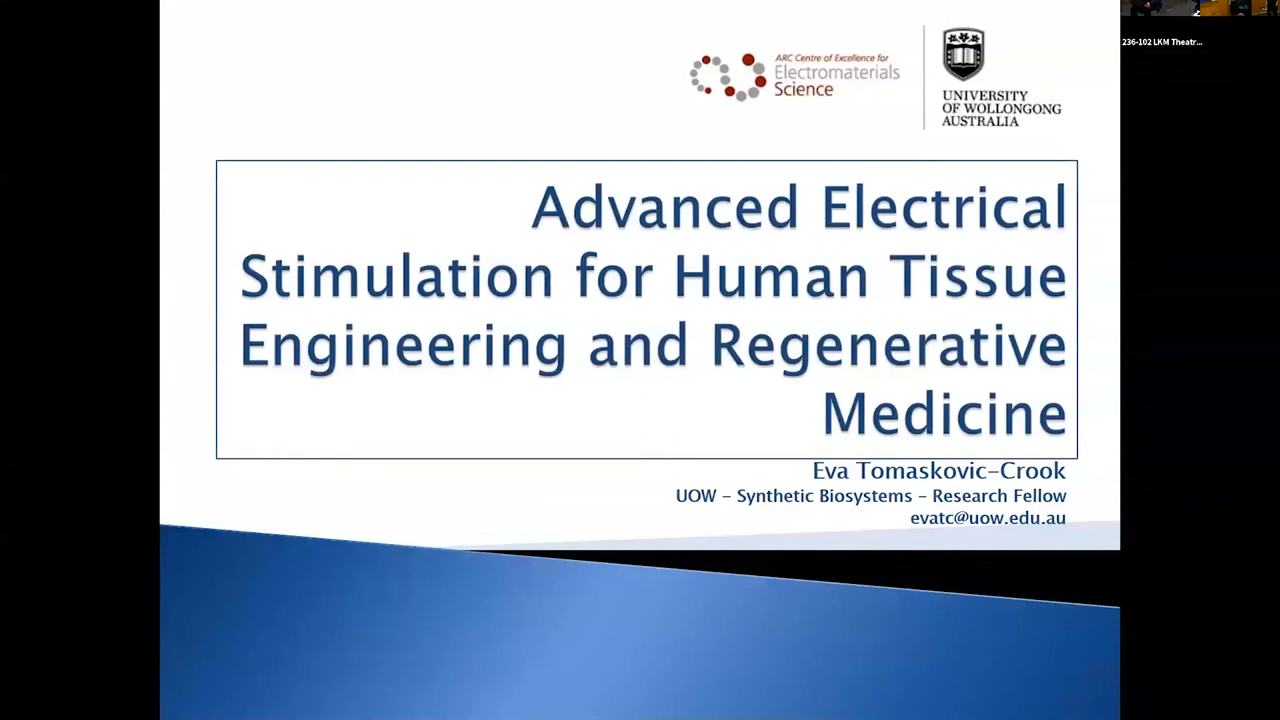 236-102 LKM Theatr...
ARC Centre of Excellence for
Electromaterials
Science
UNIVERSITY
OF WOLLONGONG
AUSTRALIA
Advanced Electrical
Stimulation for Human Tissue
Engineering and Regenerative
Medicine
Eva Tomaskovic-Crook
UOW - Synthetic Biosystems - Research Fellow
evatc@uow.edu.au